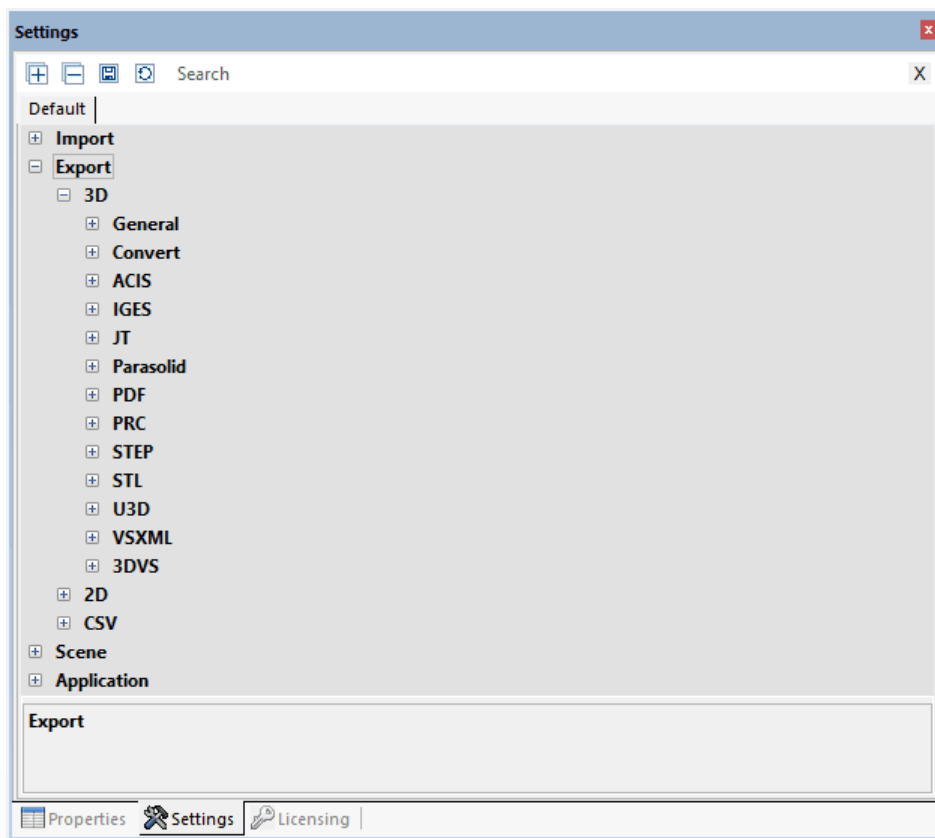 Settings
Search X
Default
Import
Export
3D
General
Convert
ACIS
IGES
JT
Parasolid
PDF
PRC
STEP
STL
U3D
VSXML
3DVS
2D
CSV
Scene
Application
Export
Properties Settings Licensing